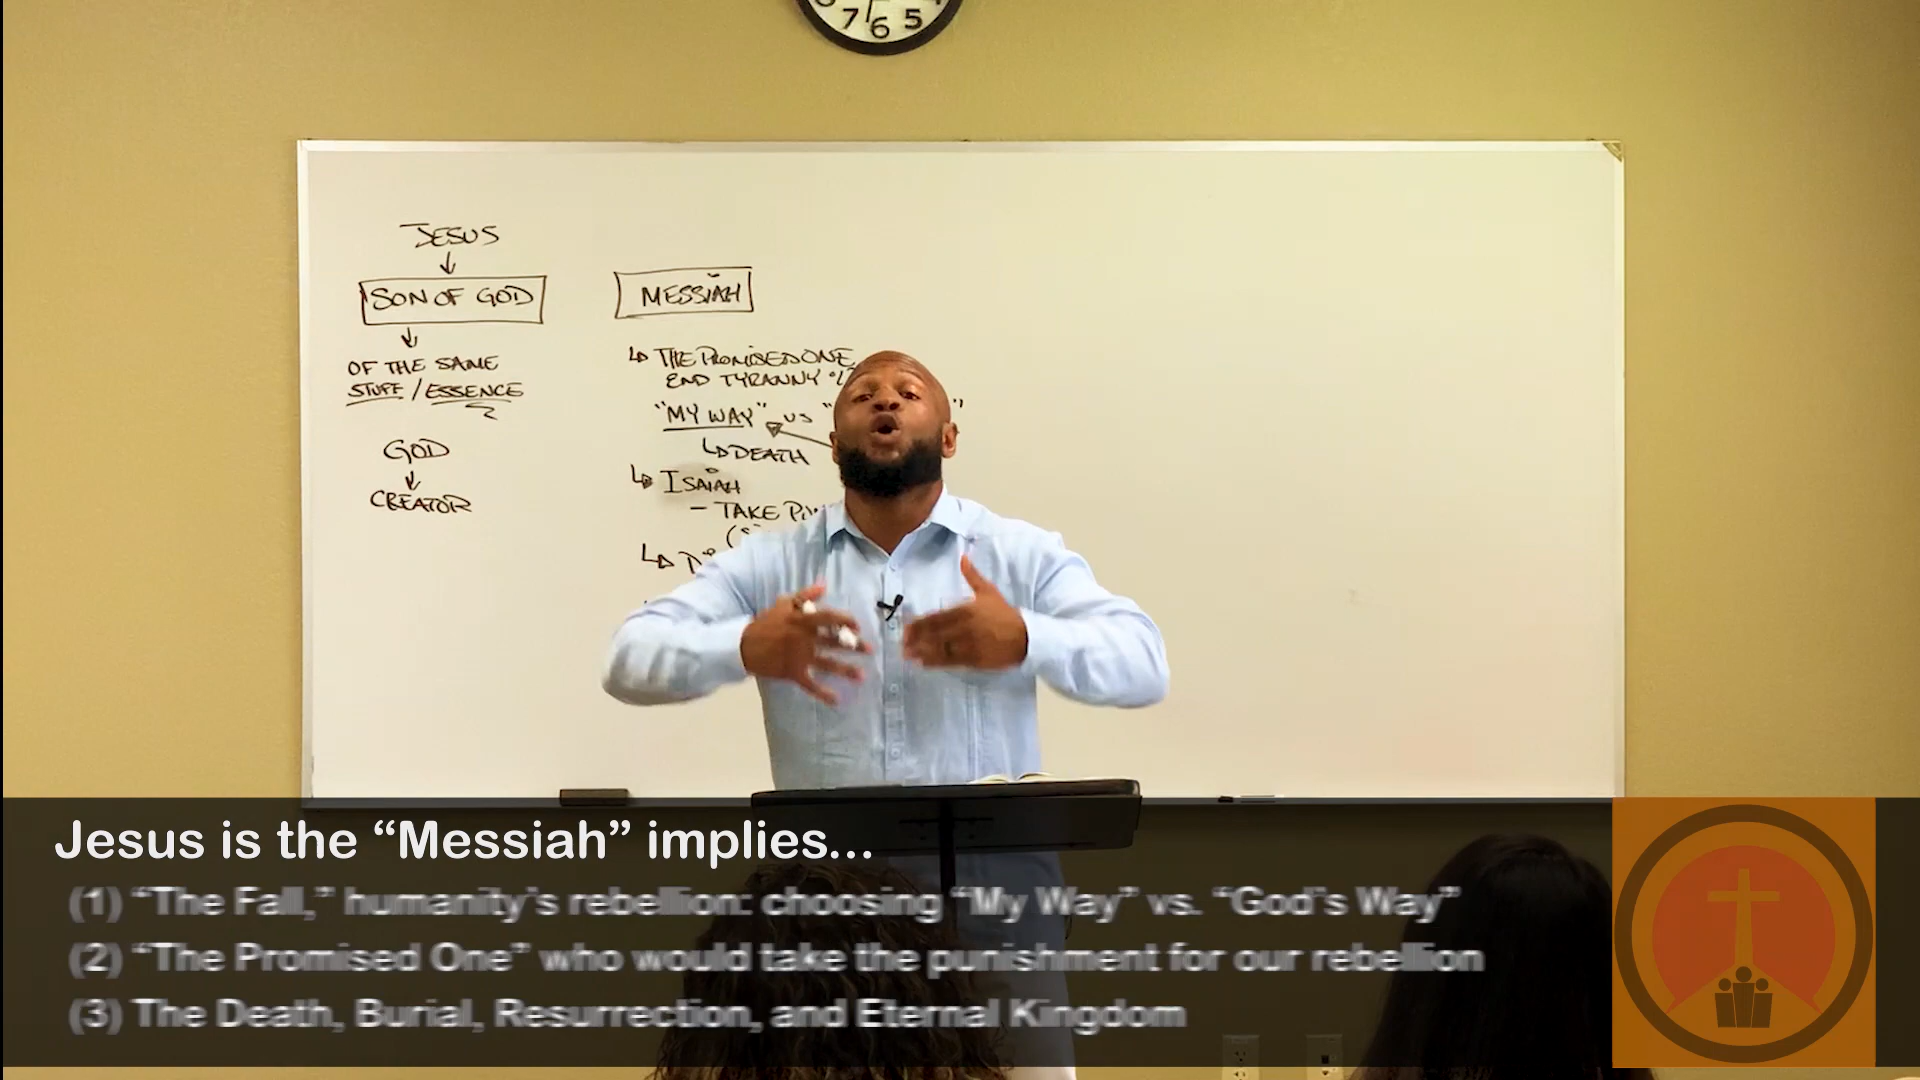 7 6 5
JESUS
SON OF GOD
OF THE SAME
STUFF / ESSENCE
GOD
CREATOR
MESSIAH
THE PROMISED ONE
END TYRANNY
"MY WAY" VS "
DEATH
ISAIAH
- TAKE
Jesus is the “Messiah” implies...
(1) “The Fall,” humanity’s rebellion: choosing “My Way” vs. “God’s Way”
(2) “The Promised One” who would take the punishment for our rebellion
(3) The Death, Burial, Resurrection, and Eternal Kingdom